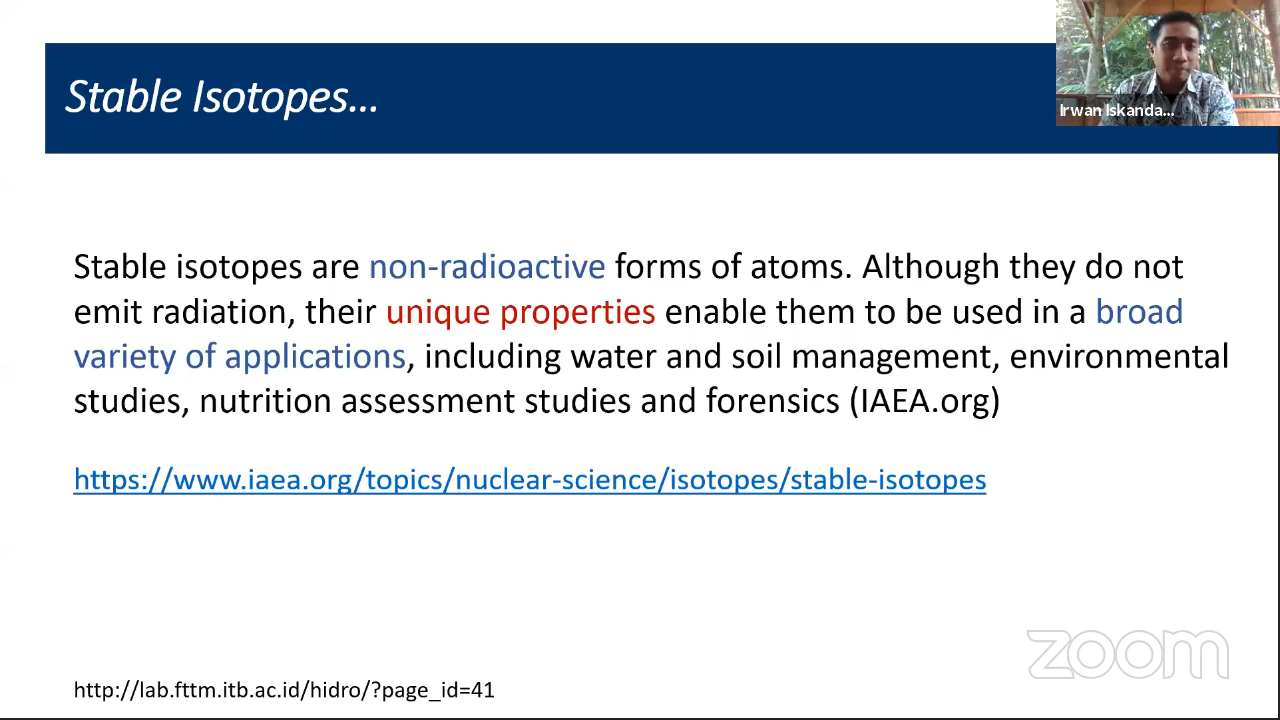 Stable Isotopes...
Irwan Iskanda...
Stable isotopes are non-radioactive forms of atoms. Although they do not
emit radiation, their unique properties enable them to be used in a broad
variety of applications, including water and soil management, environmental
studies, nutrition assessment studies and forensics (IAEA.org)
https://www.iaea.org/topics/nuclear-science/isotopes/stable-isotopes
zoom
http://lab.fttm.itb.ac.id/hidro/?page_id=41